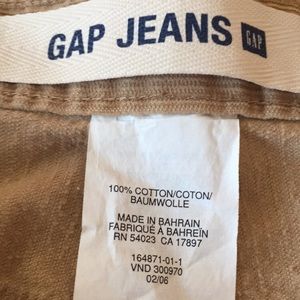 GAP JEANS GAP
100% COTTON/COTON/
BAUMWOLLE
MADE IN BAHRAIN
FABRIQUÉ À BAHREÏN
RN 54023 CA 17897
164871-01-1
VND 300970
02/06